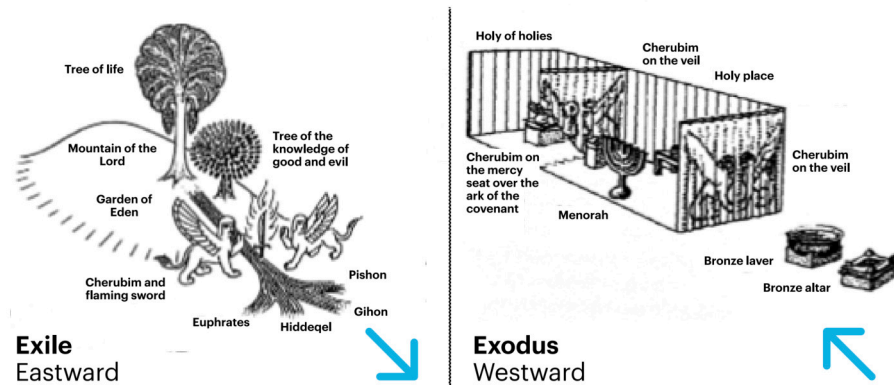 Tree of life
Mountain of the
Lord
Tree of the
knowledge of
good and evil
Garden of
Eden
Cherubim and
flaming sword
Pishon
Gihon
Euphrates
Hiddeqel
Exile
Eastward
Holy of holies
Cherubim
on the veil
Holy place
Cherubim on
the mercy
seat over the
ark of the
covenant
Menorah
Cherubim
on the veil
Bronze laver
Bronze altar
Exodus
Westward